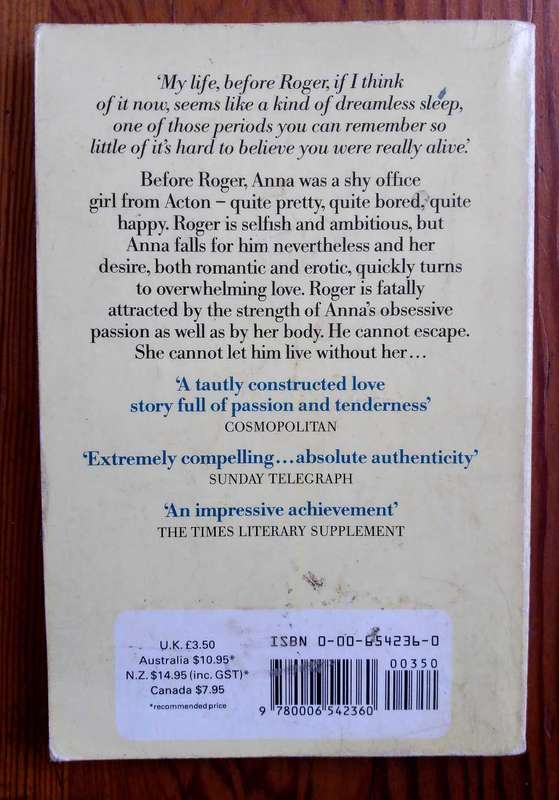 ‘My life, before Roger, if I think
of it now, seems like a kind of dreamless sleep,
one of those periods you can remember so
little of it’s hard to believe you were really alive.’
Before Roger, Anna was a shy office
girl from Acton – quite pretty, quite bored, quite
happy. Roger is selfish and ambitious, but
Anna falls for him nevertheless and her
desire, both romantic and erotic, quickly turns
to overwhelming love. Roger is fatally
attracted by the strength of Anna’s obsessive
passion as well as by her body. He cannot escape.
She cannot let him live without her…
‘A tautly constructed love
story full of passion and tenderness’
COSMOPOLITAN
‘Extremely compelling…absolute authenticity’
SUNDAY TELEGRAPH
‘An impressive achievement’
THE TIMES LITERARY SUPPLEMENT
U.K. £3.50
Australia $10.95*
N.Z. $14.95 (inc. GST)*
Canada $7.95
*recommended price
ISBN 0-00-654236-0
00350
9 780006 542360